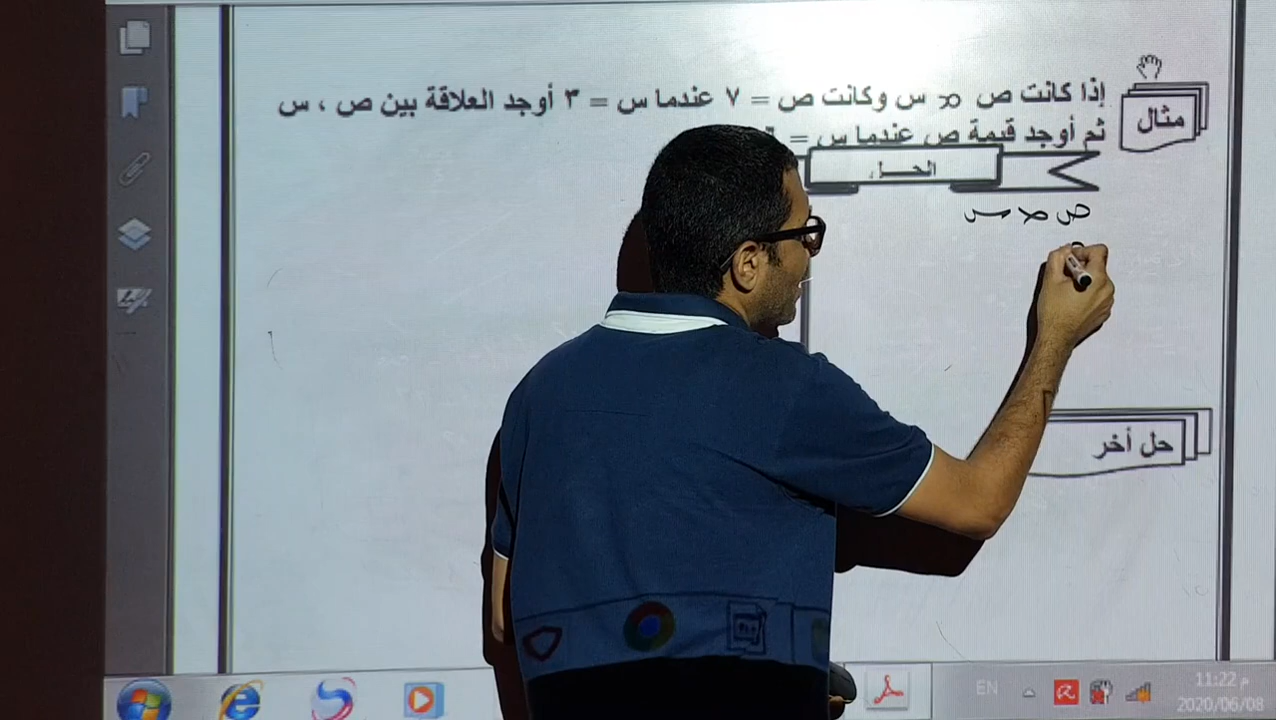 مثال
إذا كانت ص ∝ س وكانت ص = ٧ عندما س = ٣ أوجد العلاقة بين ص ، س
ثم أوجد قيمة ص عندما س =
الحـــل
ص ∝ س
حل أخر
EN
11:22 م
2020/06/08